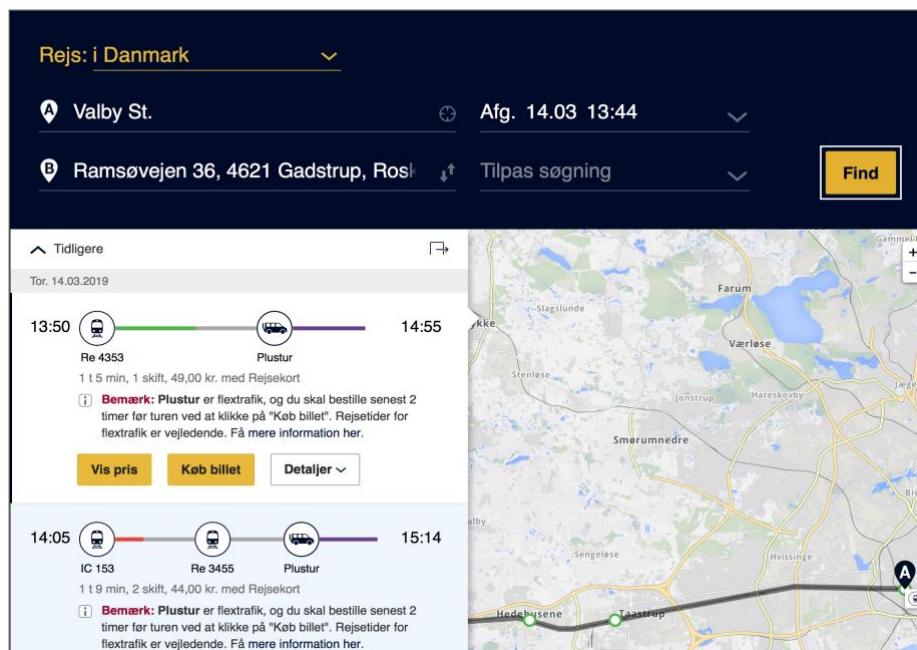 Rejs: i Danmark
A Valby St.
Afg. 14.03 13:44
B Ramsøvejen 36, 4621 Gadstrup, Rosk
Tilpas søgning
Find
Tidligere
Tor. 14.03.2019
13:50
14:55
Re 4353
Plustur
1 t 5 min, 1 skift, 49,00 kr. med Rejsekort
i Bemærk: Plustur er flextrafik, og du skal bestille senest 2
timer før turen ved at klikke på "Køb billet". Rejsetider for
flextrafik er vejledende. Få mere information her.
Vis pris
Køb billet
Detaljer
14:05
15:14
IC 153
Re 3455
Plustur
1 t 9 min, 2 skift, 44,00 kr. med Rejsekort
i Bemærk: Plustur er flextrafik, og du skal bestille senest 2
timer før turen ved at klikke på "Køb billet". Rejsetider for
flextrafik er vejledende. Få mere information her.
+
−
Farum
Slagslunde
Værløse
Stenløse
Jonstrup
Hareskovby
Smørumnedre
Sengeløse
Hvissinge
A
Hedehusene
Taastrup